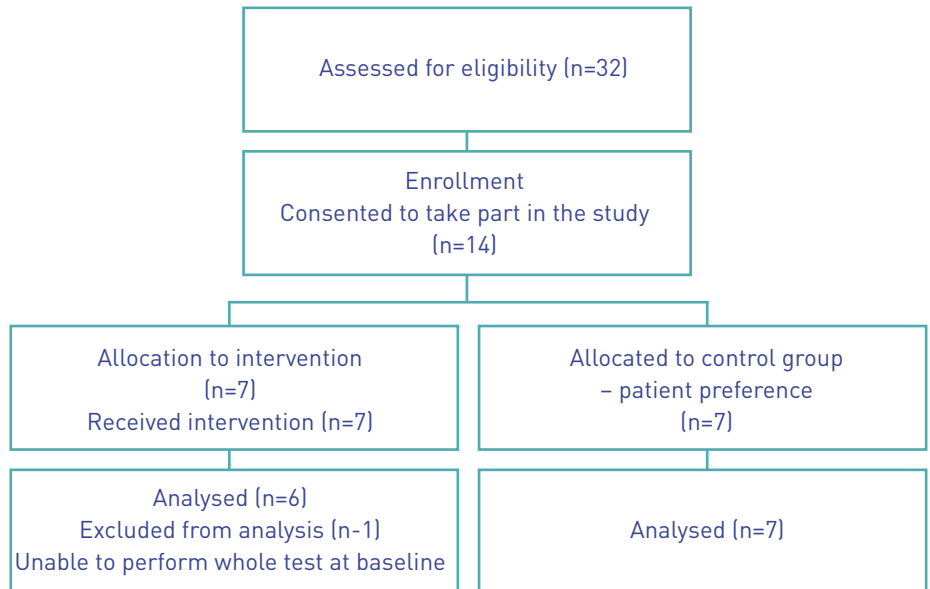 Assessed for eligibility (n=32)
Enrollment
Consented to take part in the study
(n=14)
Allocation to intervention
(n=7)
Received intervention (n=7)
Allocated to control group
– patient preference
(n=7)
Analysed (n=6)
Excluded from analysis (n-1)
Unable to perform whole test at baseline
Analysed (n=7)